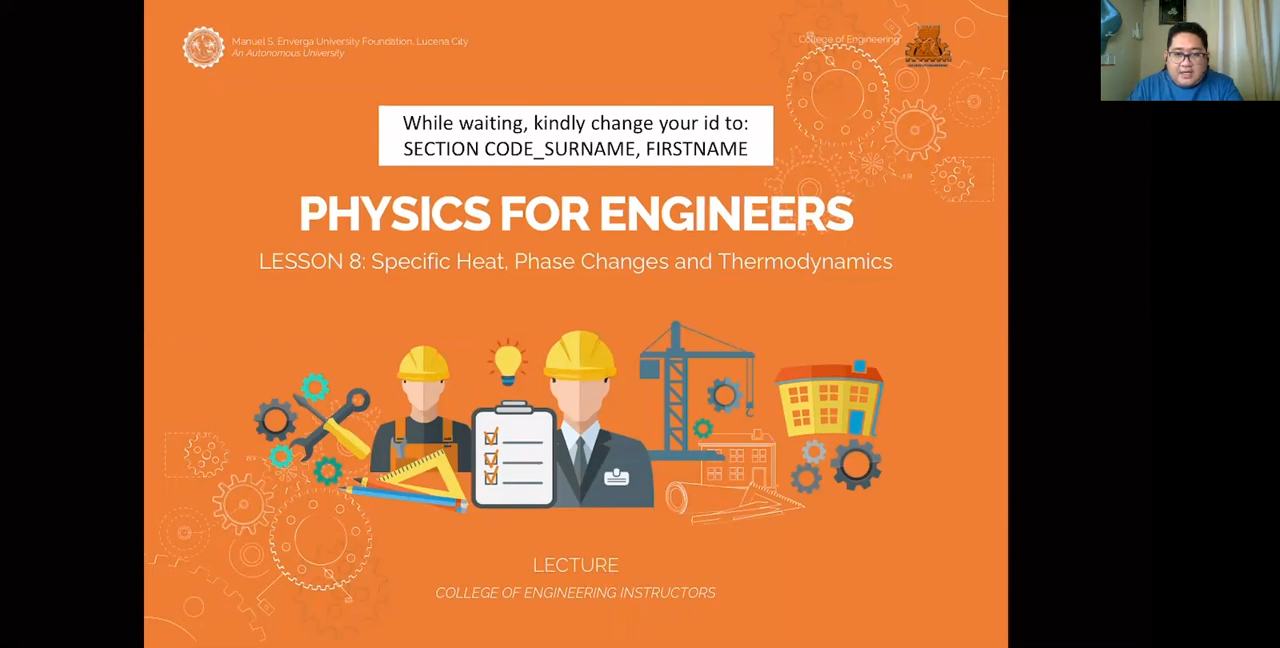 Manuel S. Enverga University Foundation, Lucena City
An Autonomous University
College of Engineering
While waiting, kindly change your id to:
SECTION CODE_SURNAME, FIRSTNAME
PHYSICS FOR ENGINEERS
LESSON 8: Specific Heat, Phase Changes and Thermodynamics
LECTURE
COLLEGE OF ENGINEERING INSTRUCTORS